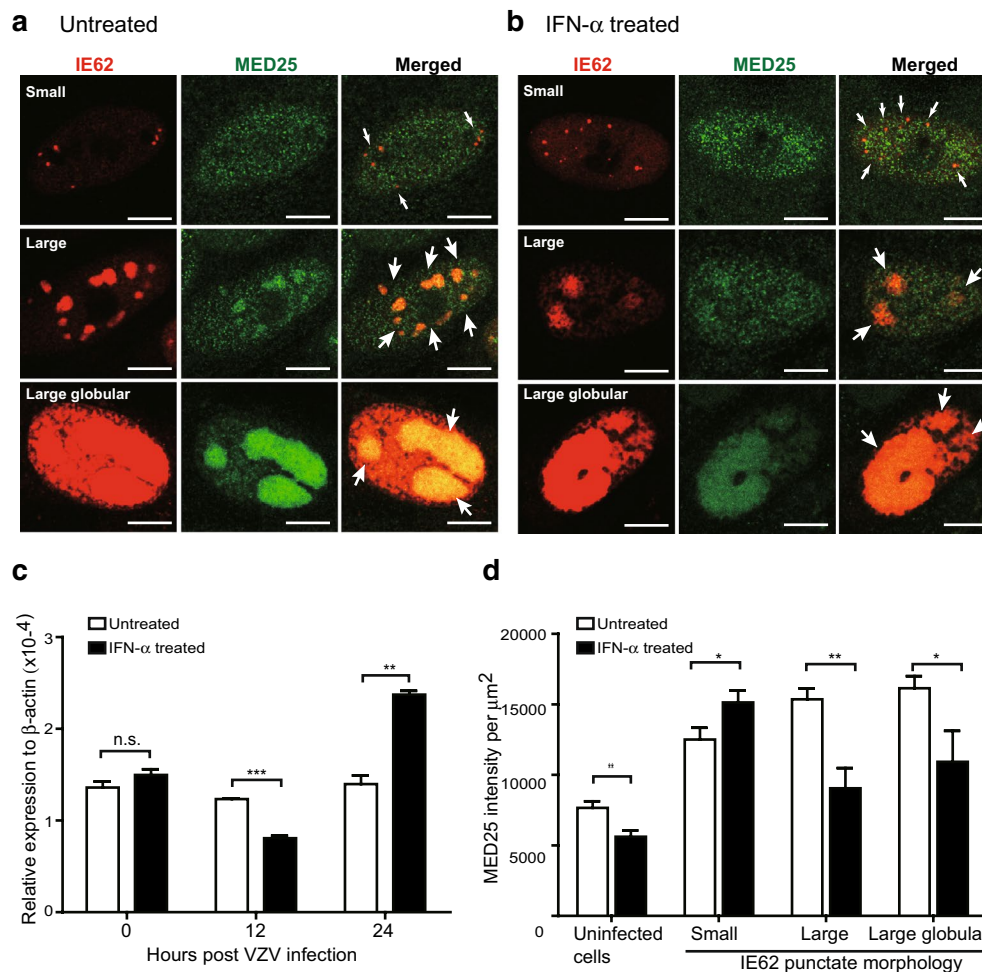 a Untreated
IE62 MED25 Merged
Small
Large
Large globular
b IFN-α treated
IE62 MED25 Merged
Small
Large
Large globular
c
Relative expression to β-actin (x10-4)
Untreated
IFN-α treated
3
2
1
0
n.s.
***
**
0 12 24
Hours post VZV infection
d
MED25 intensity per µm2
Untreated
IFN-α treated
20000
15000
10000
5000
0
**
*
**
*
Uninfected
cells
Small Large Large globula
IE62 punctate morphology